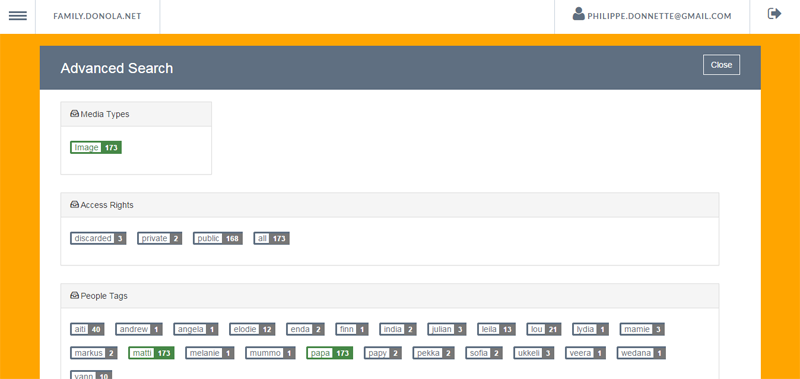 FAMILY.DONOLA.NET PHILIPPE.DONNETTE@GMAIL.COM
Advanced Search Close
Media Types
Image 173
Access Rights
discarded 3 private 2 public 168 all 173
People Tags
aiti 40 andrew 1 angela 1 elodie 12 enda 2 finn 1 india 2 julian 3 leila 13 lou 21 lydia 1 mamie 3
markus 2 matti 173 melanie 1 mummo 1 papa 173 papy 2 pekka 2 sofia 2 ukkeli 3 veera 1 wedana 1
yann 10